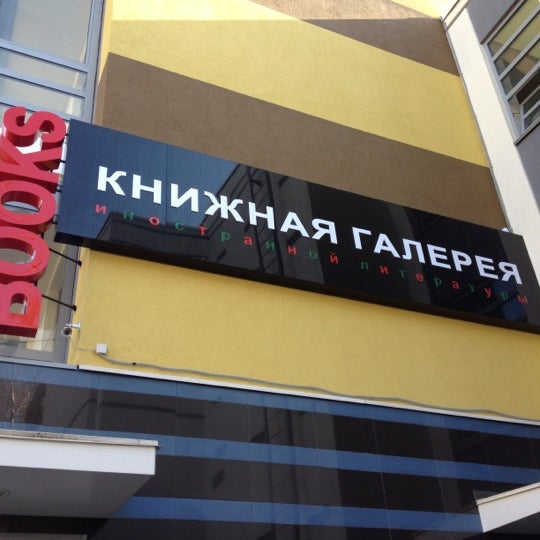 BOOKS
КНИЖНАЯ ГАЛЕРЕЯ
иностранной литературы